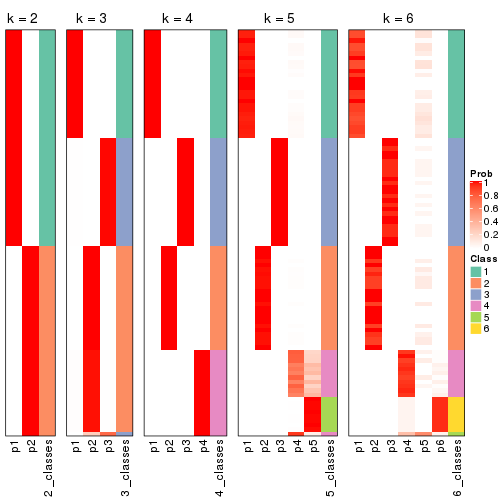 k = 2
k = 3
k = 4
k = 5
k = 6
Prob
1
0.8
0.6
0.4
0.2
0
Class
1
2
3
4
5
6
p1
p2
2_classes
p1
p2
p3
3_classes
p1
p2
p3
p4
4_classes
p1
p2
p3
p4
p5
5_classes
p1
p2
p3
p4
p5
p6
6_classes